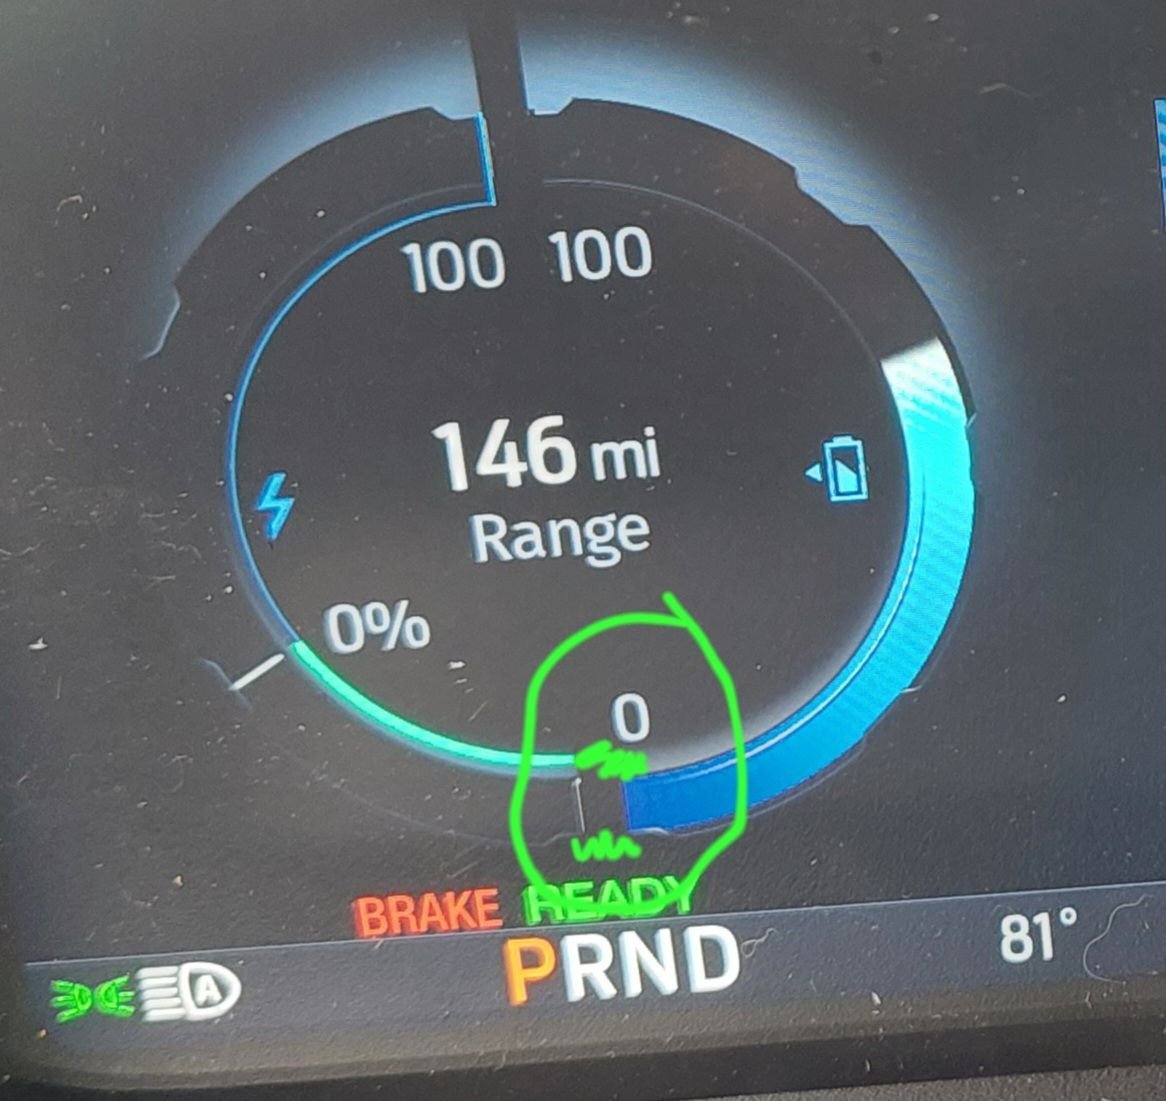 100 100
146 mi
Range
0%
0
BRAKE READY
PRND
81°
A